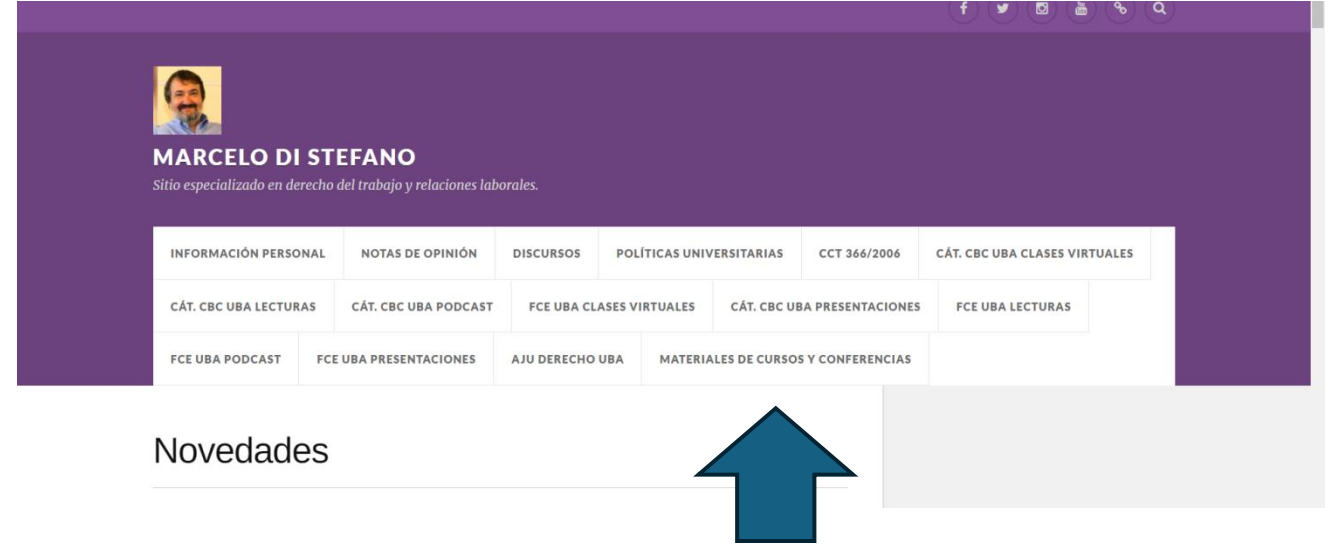 MARCELO DI STEFANO
Sitio especializado en derecho del trabajo y relaciones laborales.
INFORMACIÓN PERSONAL NOTAS DE OPINIÓN DISCURSOS POLÍTICAS UNIVERSITARIAS CCT 366/2006 CÁT. CBC UBA CLASES VIRTUALES
CÁT. CBC UBA LECTURAS CÁT. CBC UBA PODCAST FCE UBA CLASES VIRTUALES CÁT. CBC UBA PRESENTACIONES FCE UBA LECTURAS
FCE UBA PODCAST FCE UBA PRESENTACIONES AJU DERECHO UBA MATERIALES DE CURSOS Y CONFERENCIAS
Novedades